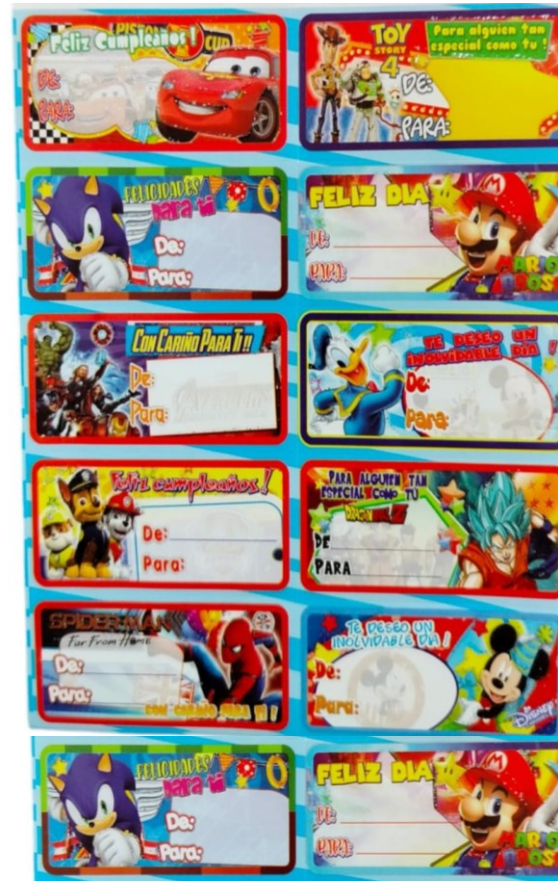 Feliz Cumpleaños !
PISTON
CUP
DE:
PARA:
TOY
STORY
4
Para alguien tan
especial como tu !
DE:
PARA:
FELICIDADES
para ti
De:
Para:
FELIZ DIA
DE:
PARA:
MARIO
BROS
CON CARIÑO PARA TI !!
De:
Para:
TE DESEO UN
INOLVIDABLE DIA !
De:
Para:
Feliz cumpleaños !
De:
Para:
PARA ALGUIEN TAN
ESPECIAL COMO TÚ
DRAGON BALL Z
DE
PARA
SPIDER-MAN
Far From Home
De:
Para:
CON CARIÑO PARA TI !
TE DESEO UN
INOLVIDABLE DIA !
De:
Para:
DISNEY
FELICIDADES
para ti
De:
Para:
FELIZ DIA
DE:
PARA:
MARIO
BROS